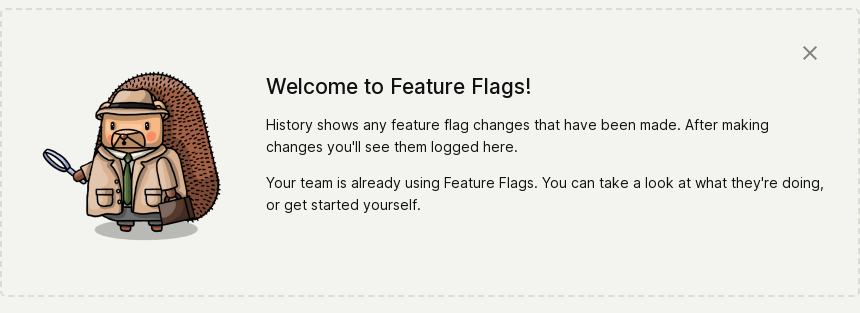 Welcome to Feature Flags!
History shows any feature flag changes that have been made. After making
changes you'll see them logged here.
Your team is already using Feature Flags. You can take a look at what they're doing,
or get started yourself.